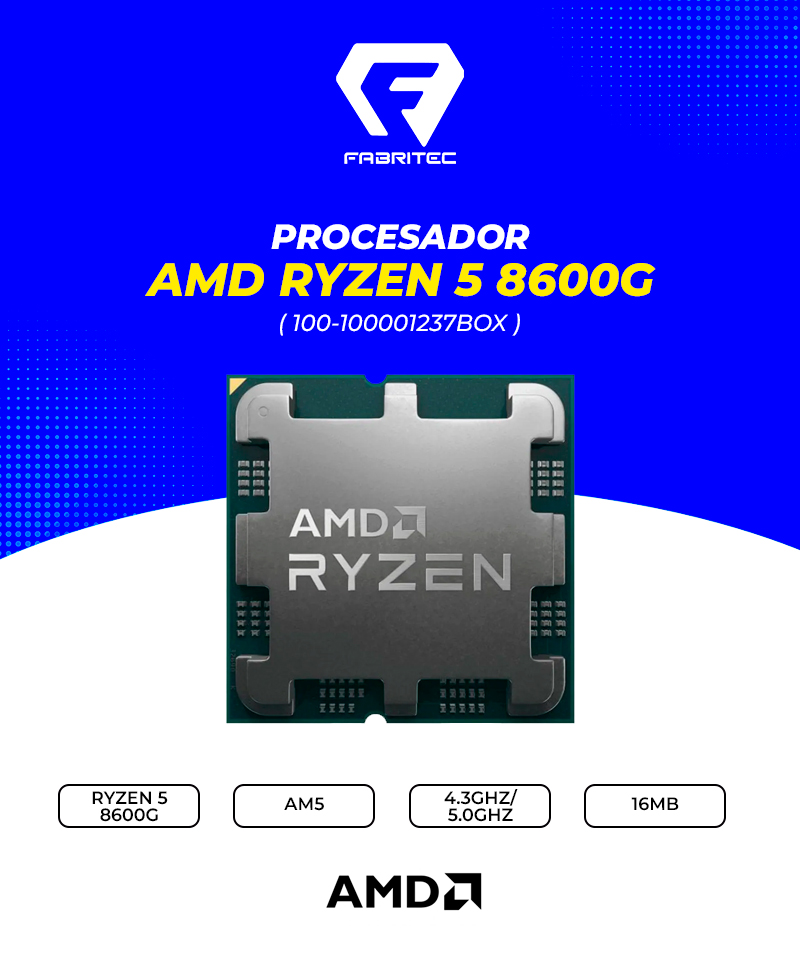 FABRITEC
PROCESADOR
AMD RYZEN 5 8600G
( 100-100001237BOX )
AMD
RYZEN
RYZEN 5
8600G
AM5
4.3GHZ/
5.0GHZ
16MB
AMD